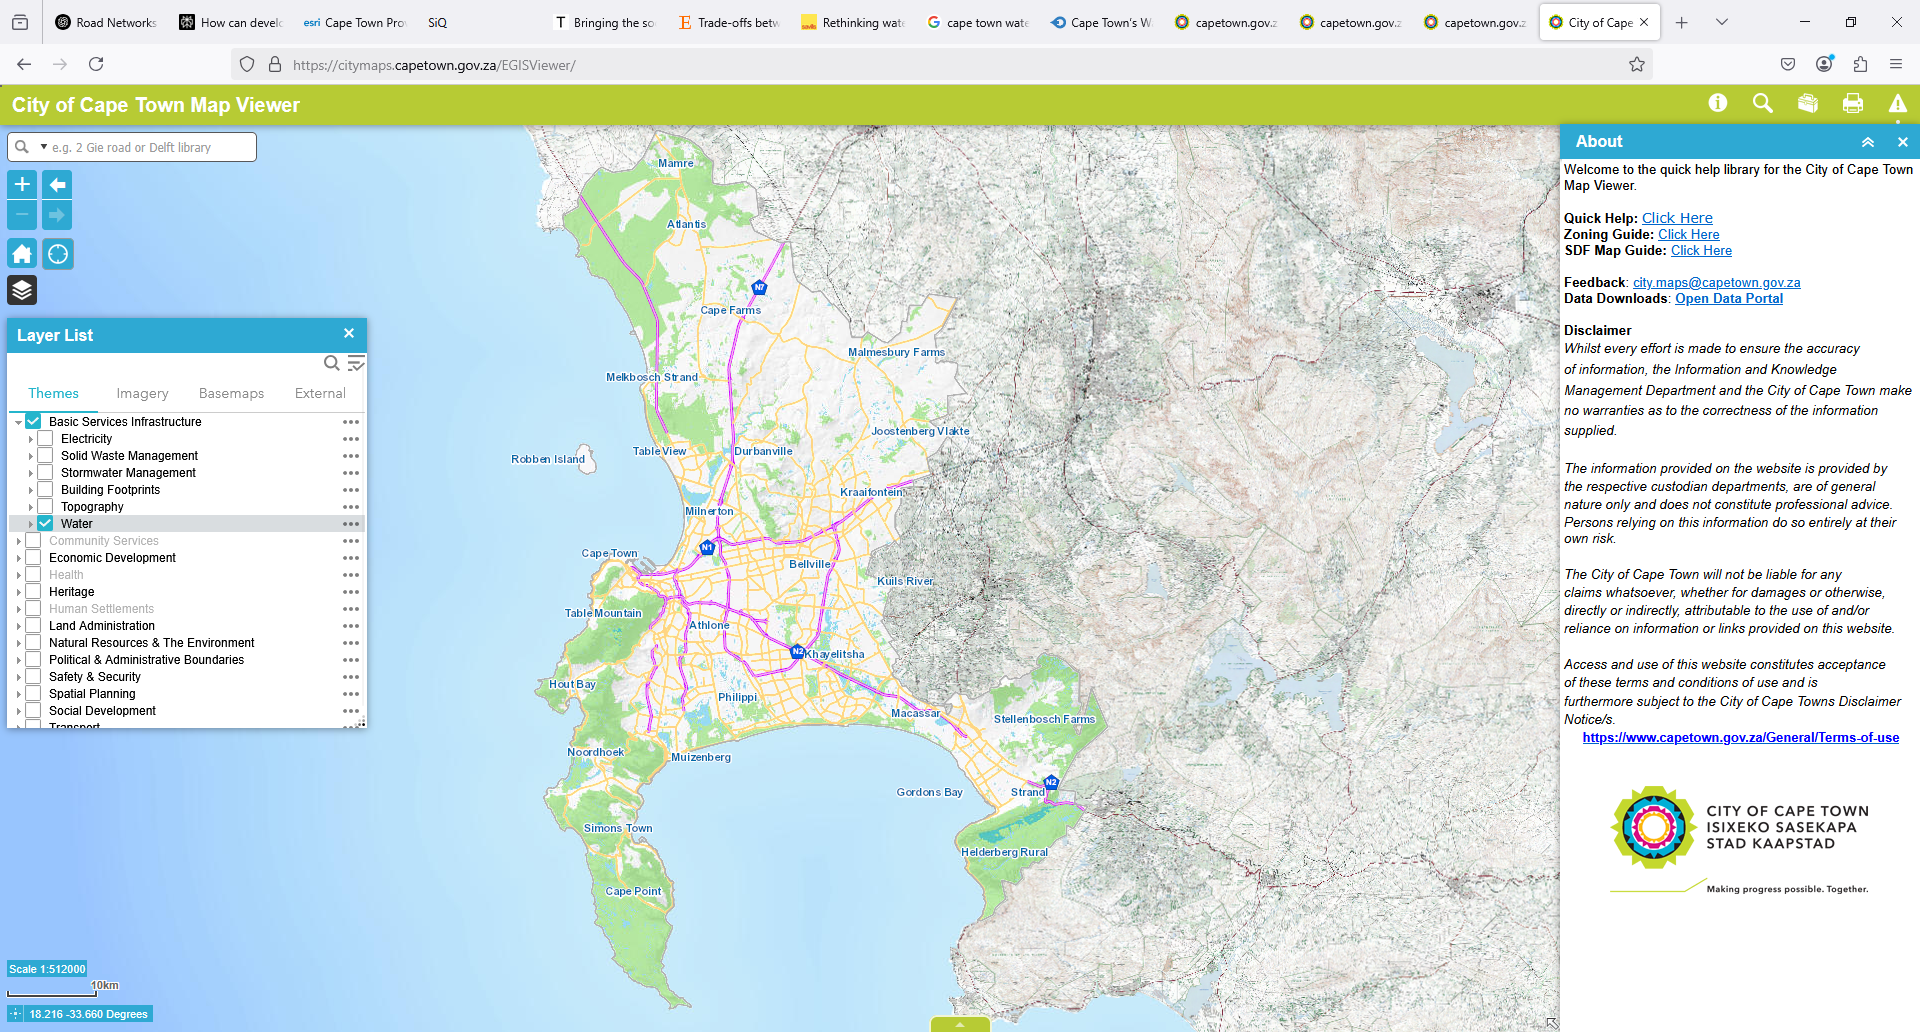 Road Networks
How can develo
esri Cape Town Pro
SiQ
T Bringing the so
E Trade-offs betw
savills Rethinking wate
G cape town wate
Cape Town's W
capetown.gov.z
capetown.gov.z
capetown.gov.z
City of Cape
https://citymaps.capetown.gov.za/EGISViewer/
City of Cape Town Map Viewer
e.g. 2 Gie road or Delft library
Layer List
Themes Imagery Basemaps External
Basic Services Infrastructure
Electricity
Solid Waste Management
Stormwater Management
Building Footprints
Topography
Water
Community Services
Economic Development
Health
Heritage
Human Settlements
Land Administration
Natural Resources & The Environment
Political & Administrative Boundaries
Safety & Security
Spatial Planning
Social Development
Transport
Scale 1:512000
10km
18.216 -33.660 Degrees
Mamre
Atlantis
N7
Cape Farms
Malmesbury Farms
Melkbosch Strand
Joostenberg Vlakte
Robben Island
Table View
Durbanville
Kraaifontein
Milnerton
N1
Cape Town
Bellville
Kuils River
Table Mountain
Athlone
N2
Khayelitsha
Hout Bay
Philippi
Macassar
Stellenbosch Farms
Noordhoek
Muizenberg
N2
Gordons Bay
Strand
Simons Town
Helderberg Rural
Cape Point
About
Welcome to the quick help library for the City of Cape Town
Map Viewer.
Quick Help: Click Here
Zoning Guide: Click Here
SDF Map Guide: Click Here
Feedback: city.maps@capetown.gov.za
Data Downloads: Open Data Portal
Disclaimer
Whilst every effort is made to ensure the accuracy
of information, the Information and Knowledge
Management Department and the City of Cape Town make
no warranties as to the correctness of the information
supplied.
The information provided on the website is provided by
the respective custodian departments, are of general
nature only and does not constitute professional advice.
Persons relying on this information do so entirely at their
own risk.
The City of Cape Town will not be liable for any
claims whatsoever, whether for damages or otherwise,
directly or indirectly, attributable to the use of and/or
reliance on information or links provided on this website.
Access and use of this website constitutes acceptance
of these terms and conditions of use and is
furthermore subject to the City of Cape Towns Disclaimer
Notice/s.
https://www.capetown.gov.za/General/Terms-of-use
CITY OF CAPE TOWN
ISIXEKO SASEKAPA
STAD KAAPSTAD
Making progress possible. Together.